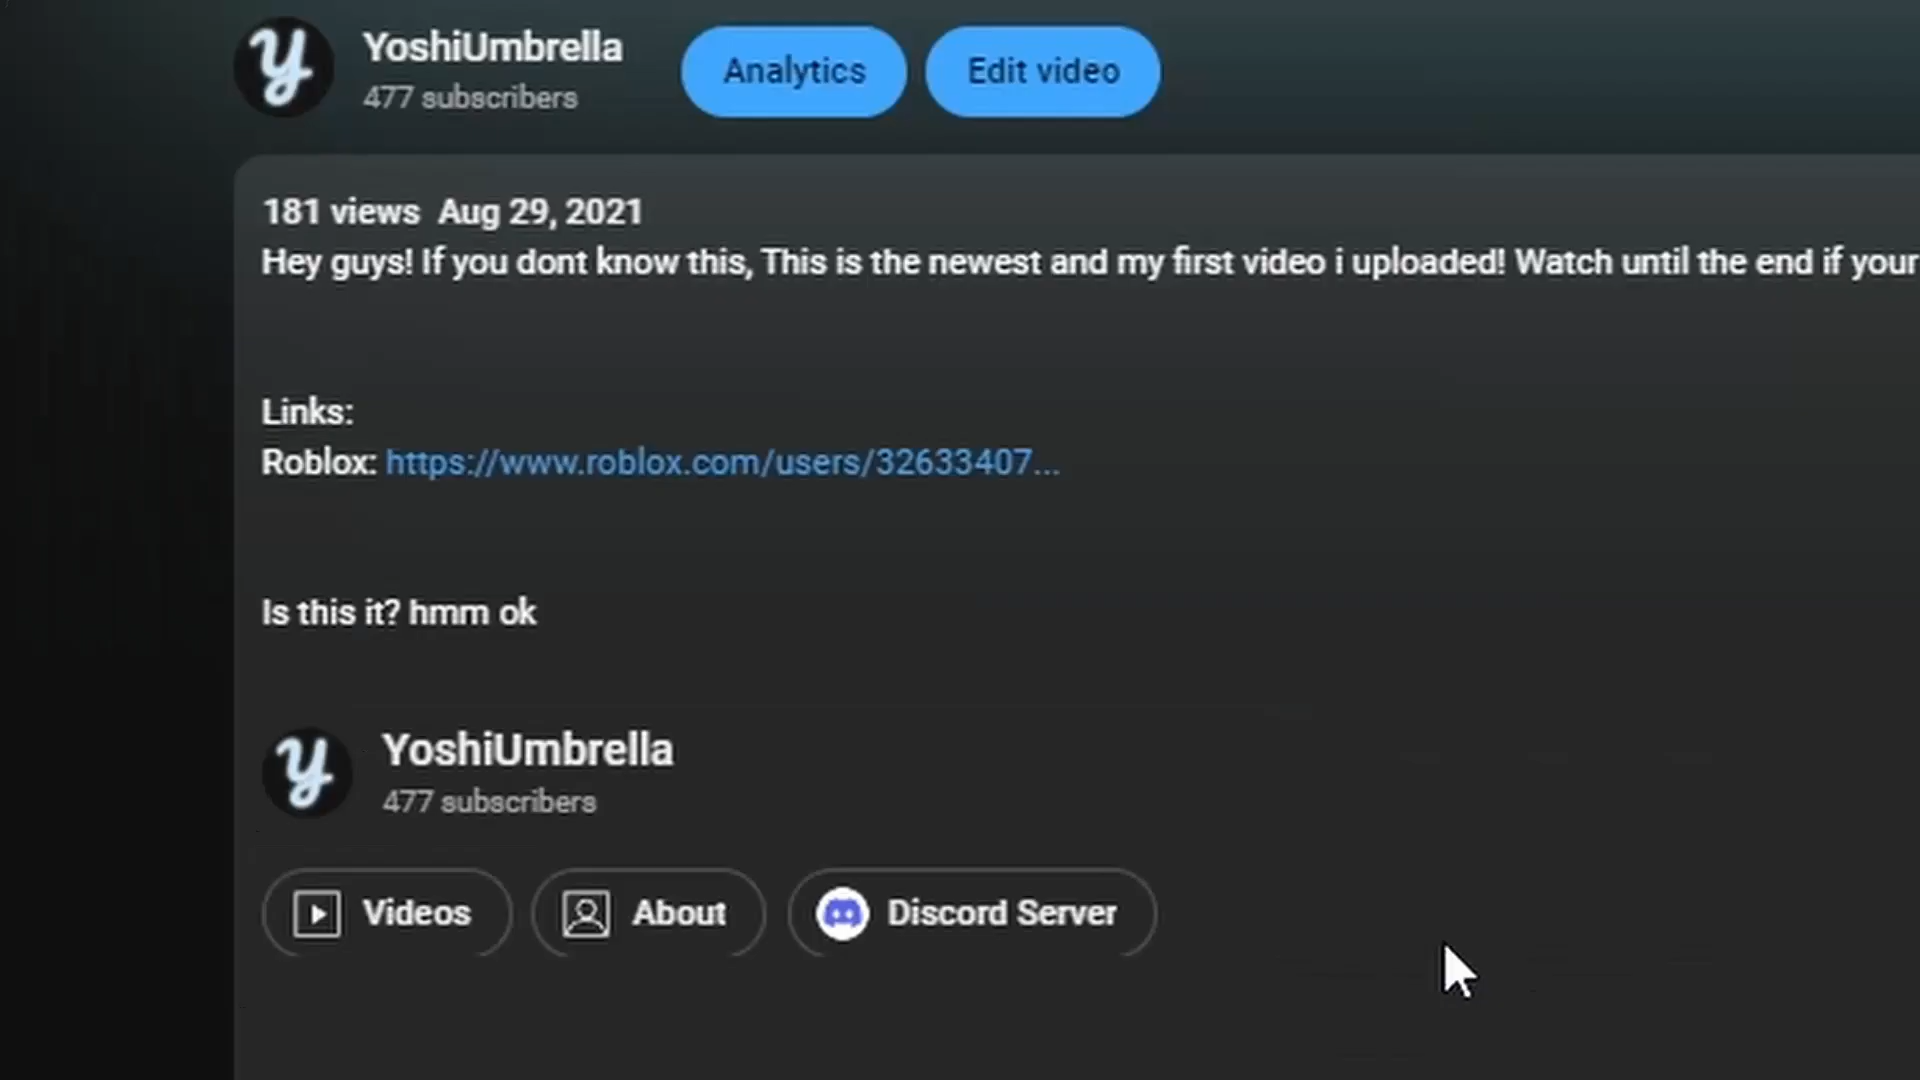 YoshiUmbrella
477 subscribers
Analytics
Edit video
181 views Aug 29, 2021
Hey guys! If you dont know this, This is the newest and my first video i uploaded! Watch until the end if your
Links:
Roblox: https://www.roblox.com/users/32633407...
Is this it? hmm ok
YoshiUmbrella
477 subscribers
Videos
About
Discord Server